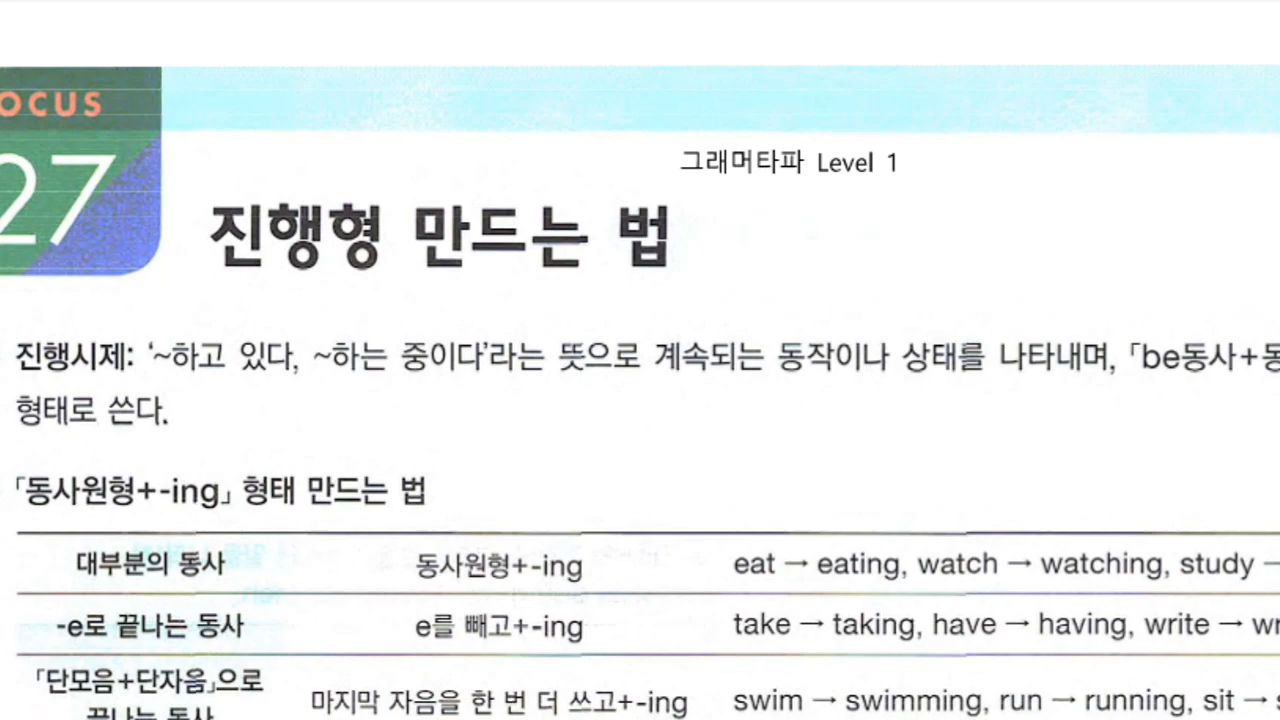 OCUS
27
그래머타파 Level 1
진행형 만드는 법
진행시제: ‘~하고 있다, ~하는 중이다’라는 뜻으로 계속되는 동작이나 상태를 나타내며, 「be동사+동
형태로 쓴다.
「동사원형+-ing」 형태 만드는 법
대부분의 동사 동사원형+-ing eat → eating, watch → watching, study →
-e로 끝나는 동사 e를 빼고+-ing take → taking, have → having, write → wr
「단모음+단자음」으로
끝나는 동사 마지막 자음을 한 번 더 쓰고+-ing swim → swimming, run → running, sit → s